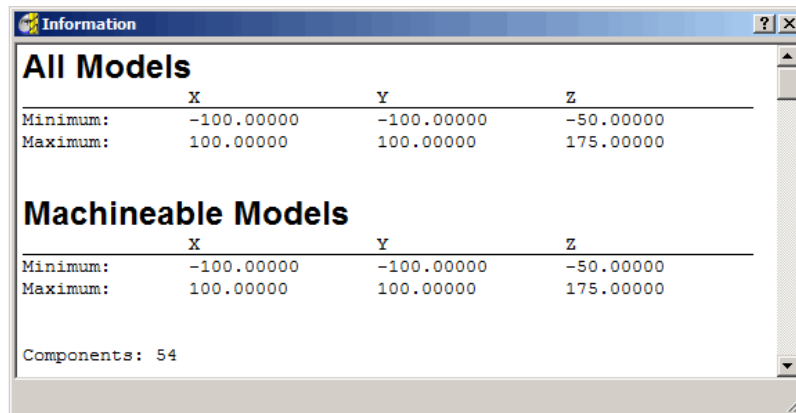 Information
All Models
X Y Z
Minimum: -100.00000 -100.00000 -50.00000
Maximum: 100.00000 100.00000 175.00000
Machineable Models
X Y Z
Minimum: -100.00000 -100.00000 -50.00000
Maximum: 100.00000 100.00000 175.00000
Components: 54